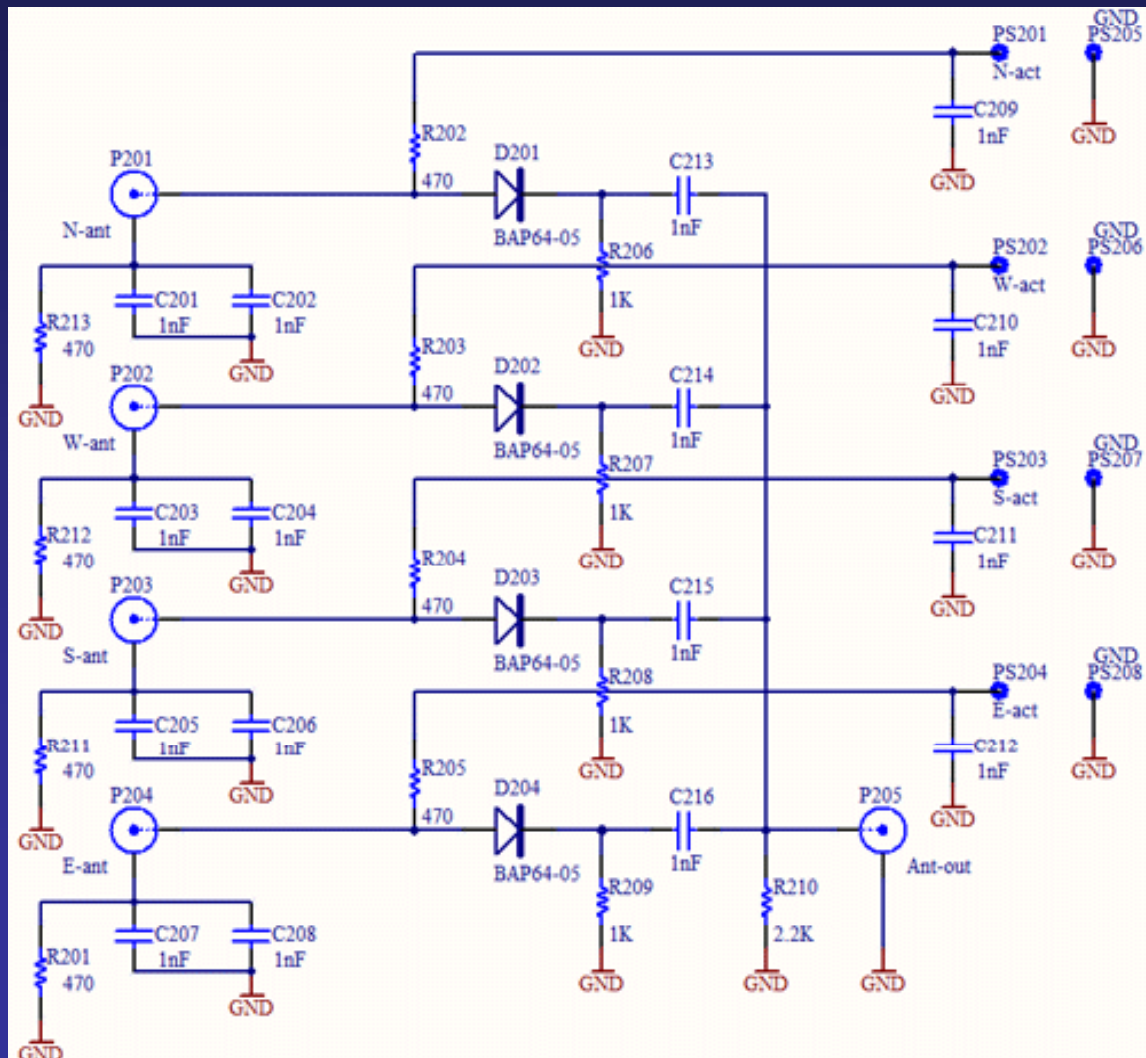 GND
PS201
PS205
N-act
R202
C209
1nF
GND
P201
D201
C213
470
GND
N-ant
BAP64-05
1nF
GND
R206
PS202
PS206
W-act
C201
C202
1K
R213
1nF
1nF
C210
470
R203
1nF
GND
GND
P202
GND
D202
C214
470
GND
GND
W-ant
BAP64-05
1nF
GND
R207
PS203
PS207
S-act
C203
C204
1K
R212
1nF
1nF
C211
470
R204
1nF
GND
GND
P203
GND
D203
C215
470
GND
GND
S-ant
BAP64-05
1nF
GND
R208
PS204
PS208
E-act
C205
C206
1K
R211
1nF
1nF
C212
470
R205
1nF
GND
GND
P204
GND
D204
C216
P205
470
GND
GND
E-ant
BAP64-05
1nF
Ant-out
R209
R210
C207
C208
1K
2.2K
R201
1nF
1nF
470
GND
GND
GND
GND
GND